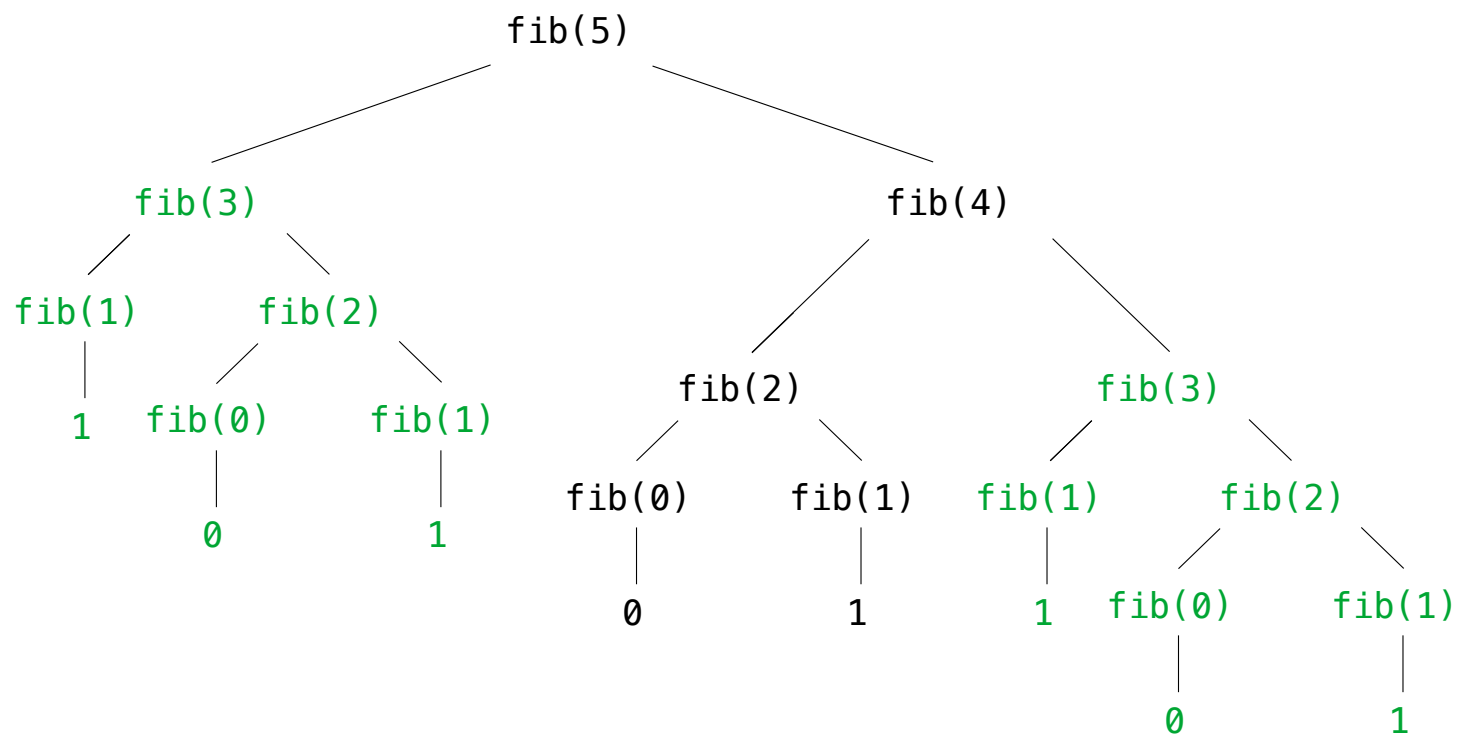 fib(5)
fib(3) fib(4)
fib(1) fib(2)
fib(2) fib(3)
1 fib(0) fib(1)
fib(0) fib(1) fib(1) fib(2)
0 1
0 1 1 fib(0) fib(1)
0 1